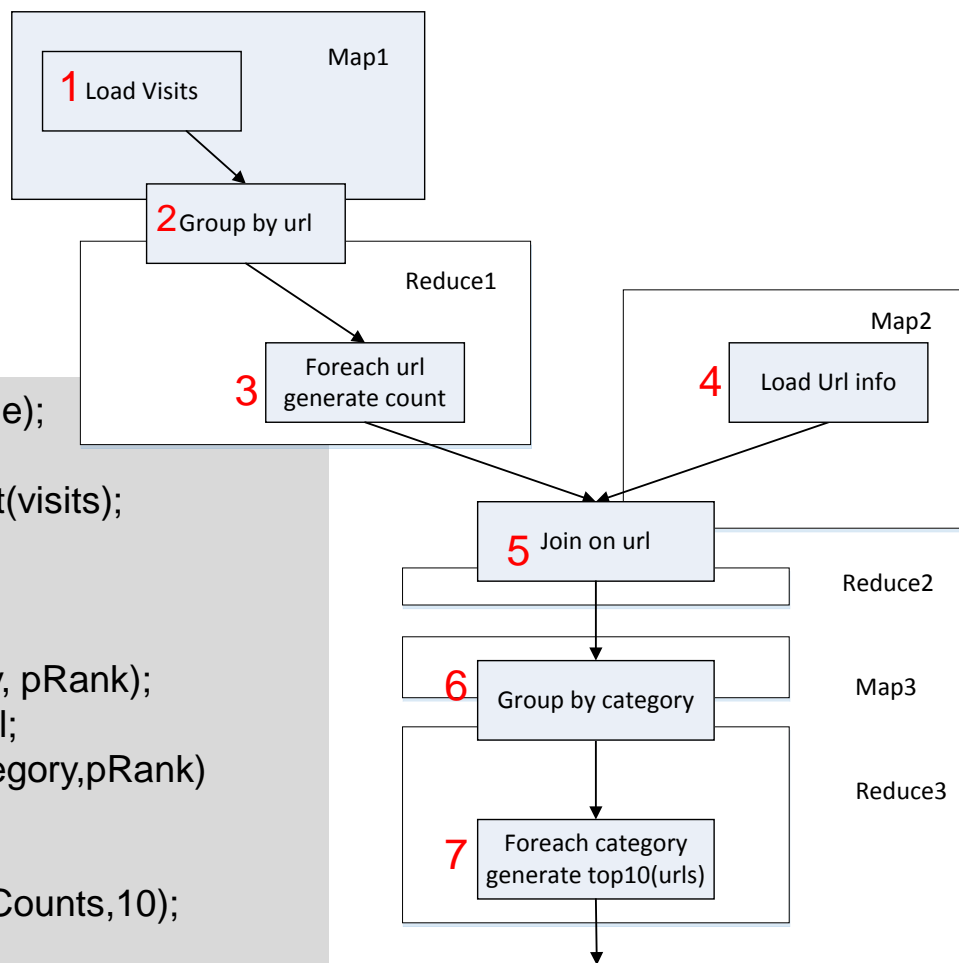 Map1
1 Load Visits
2 Group by url
Reduce1
Map2
3 Foreach url
generate count
4 Load Url info
5 Join on url
Reduce2
6 Group by category
Map3
Reduce3
7 Foreach category
generate top10(urls)
e);
t(visits);
, pRank);
l;
egory,pRank)
Counts,10);